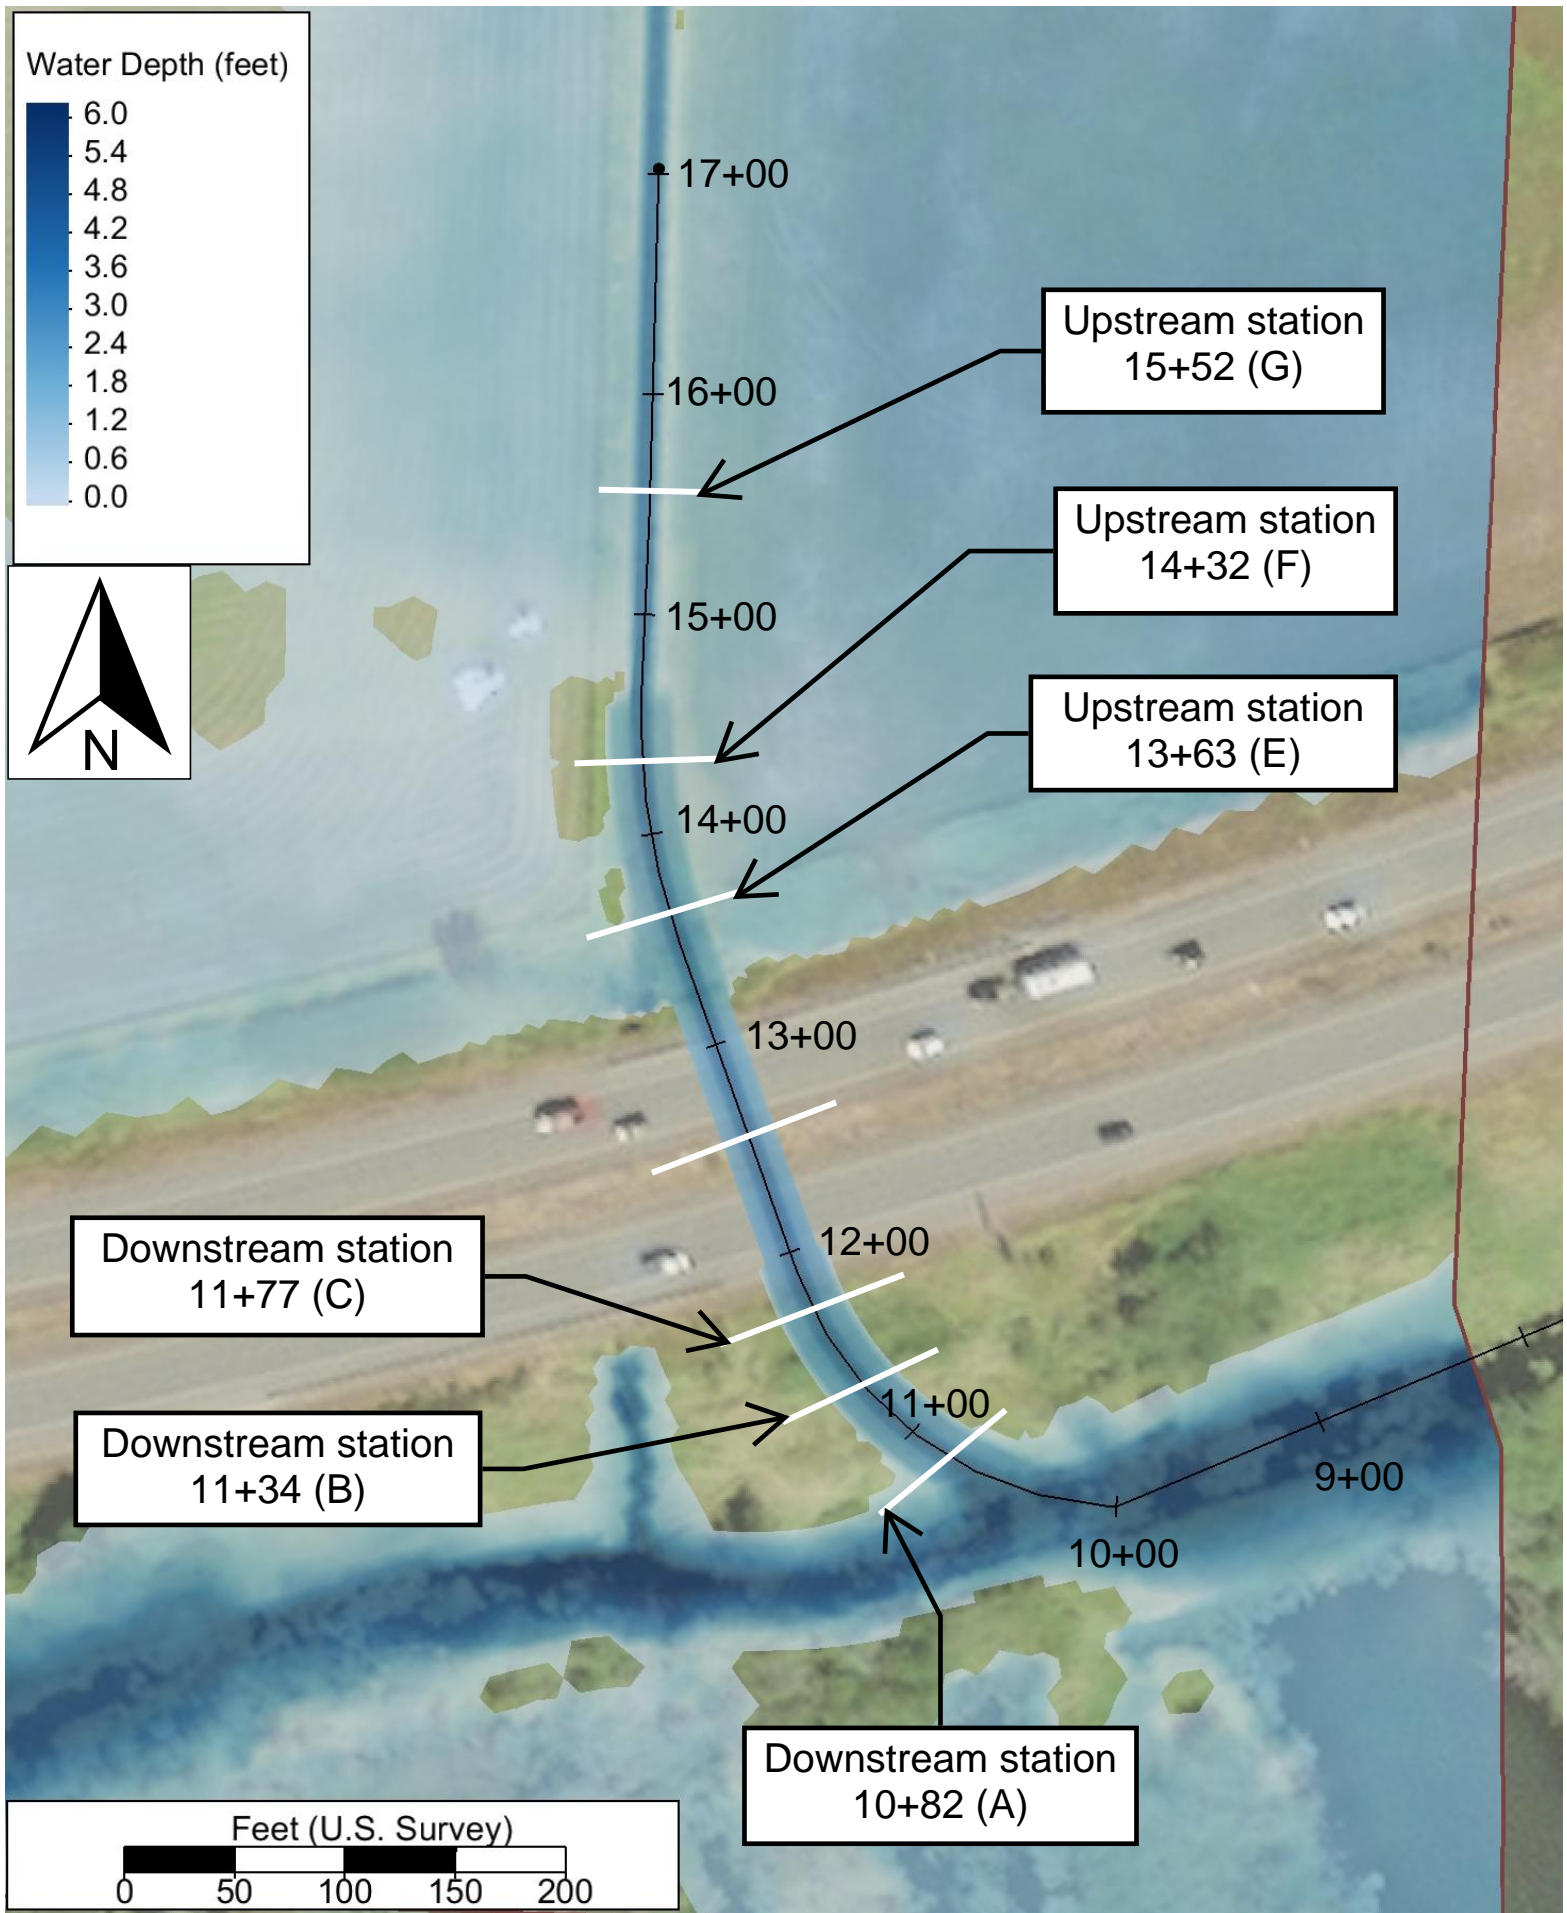 Water Depth (feet)
6.0
5.4
4.8
4.2
3.6
3.0
2.4
1.8
1.2
0.6
0.0
N
17+00
Upstream station
15+52 (G)
16+00
Upstream station
14+32 (F)
15+00
Upstream station
13+63 (E)
14+00
13+00
12+00
Downstream station
11+77 (C)
11+00
Downstream station
11+34 (B)
9+00
10+00
Downstream station
10+82 (A)
Feet (U.S. Survey)
0 50 100 150 200